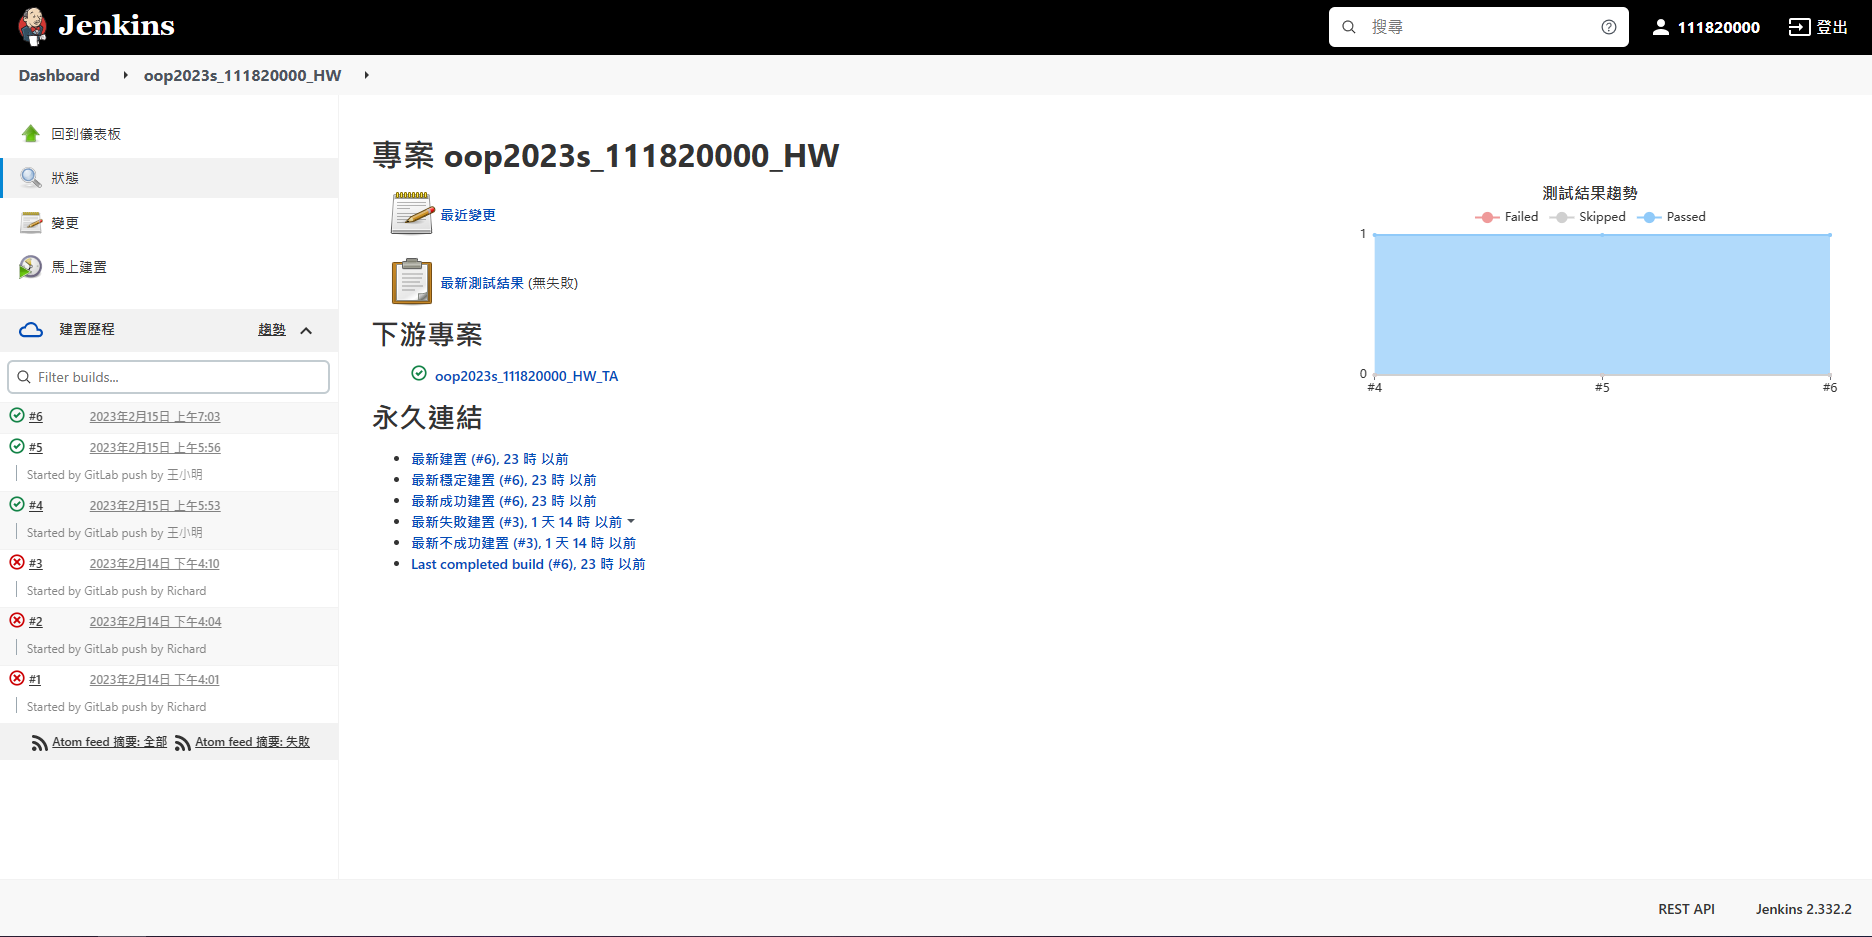 Jenkins
搜尋
111820000
登出
Dashboard
oop2023s_111820000_HW
回到儀表板
狀態
變更
馬上建置
建置歷程
趨勢
Filter builds...
#6 2023年2月15日 上午7:03
#5 2023年2月15日 上午5:56
Started by GitLab push by 王小明
#4 2023年2月15日 上午5:53
Started by GitLab push by 王小明
#3 2023年2月14日 下午4:10
Started by GitLab push by Richard
#2 2023年2月14日 下午4:04
Started by GitLab push by Richard
#1 2023年2月14日 下午4:01
Started by GitLab push by Richard
Atom feed 摘要: 全部 Atom feed 摘要: 失敗
專案 oop2023s_111820000_HW
最近變更
最新測試結果 (無失敗)
下游專案
oop2023s_111820000_HW_TA
永久連結
最新建置 (#6), 23 時 以前
最新穩定建置 (#6), 23 時 以前
最新成功建置 (#6), 23 時 以前
最新失敗建置 (#3), 1 天 14 時 以前
最新不成功建置 (#3), 1 天 14 時 以前
Last completed build (#6), 23 時 以前
測試結果趨勢
Failed Skipped Passed
1
0
#4 #5 #6
REST API
Jenkins 2.332.2